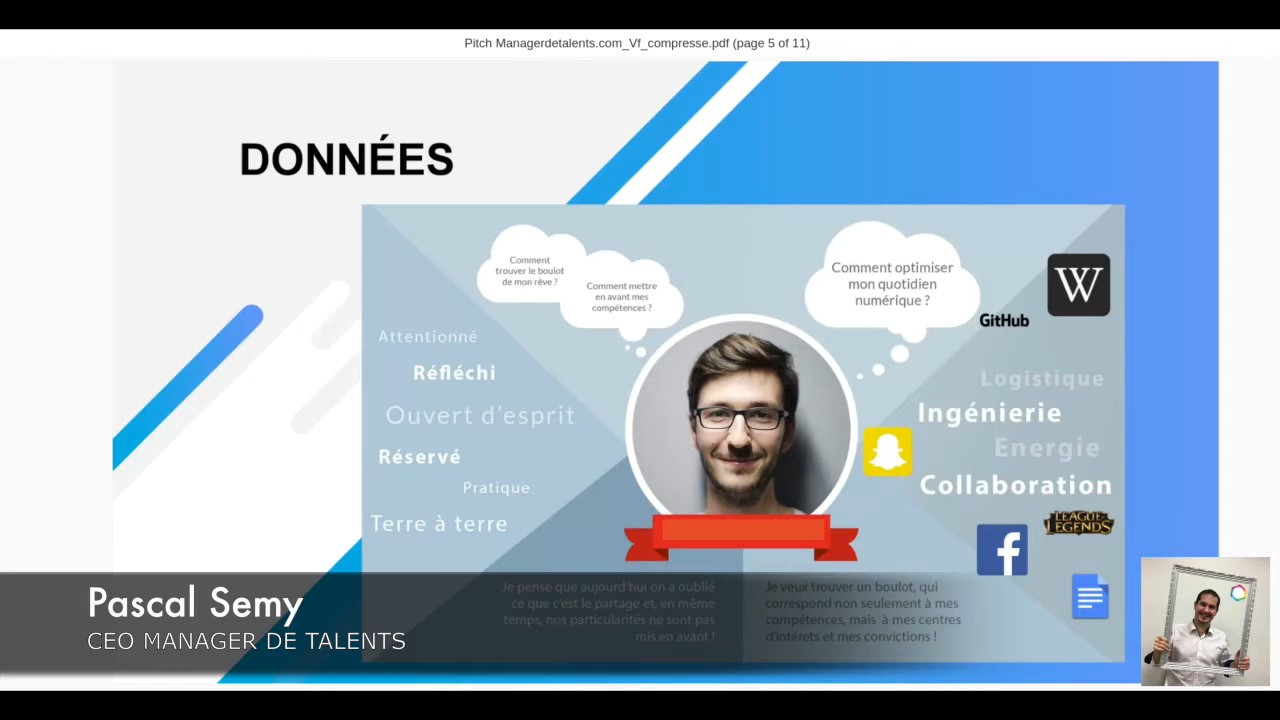 Pitch Managerdetalents.com_Vf_compresse.pdf (page 5 of 11)
DONNÉES
Comment
trouver le boulot
de mon rêve ?
Comment mettre
en avant mes
compétences ?
Comment optimiser
mon quotidien
numérique ?
W
GitHub
Attentionné
Réfléchi
Ouvert d'esprit
Réservé
Pratique
Terre à terre
Logistique
Ingénierie
Energie
Collaboration
LEAGUE OF
LEGENDS
f
Je pense que aujourd'hui on a oublié
ce que c'est le partage et, en même
temps, nos particularités ne sont pas
mis en avant !
Je veux trouver un boulot, qui
correspond non seulement à mes
compétences, mais à mes centres
d'intérets et mes convictions !
Pascal Semy
CEO MANAGER DE TALENTS